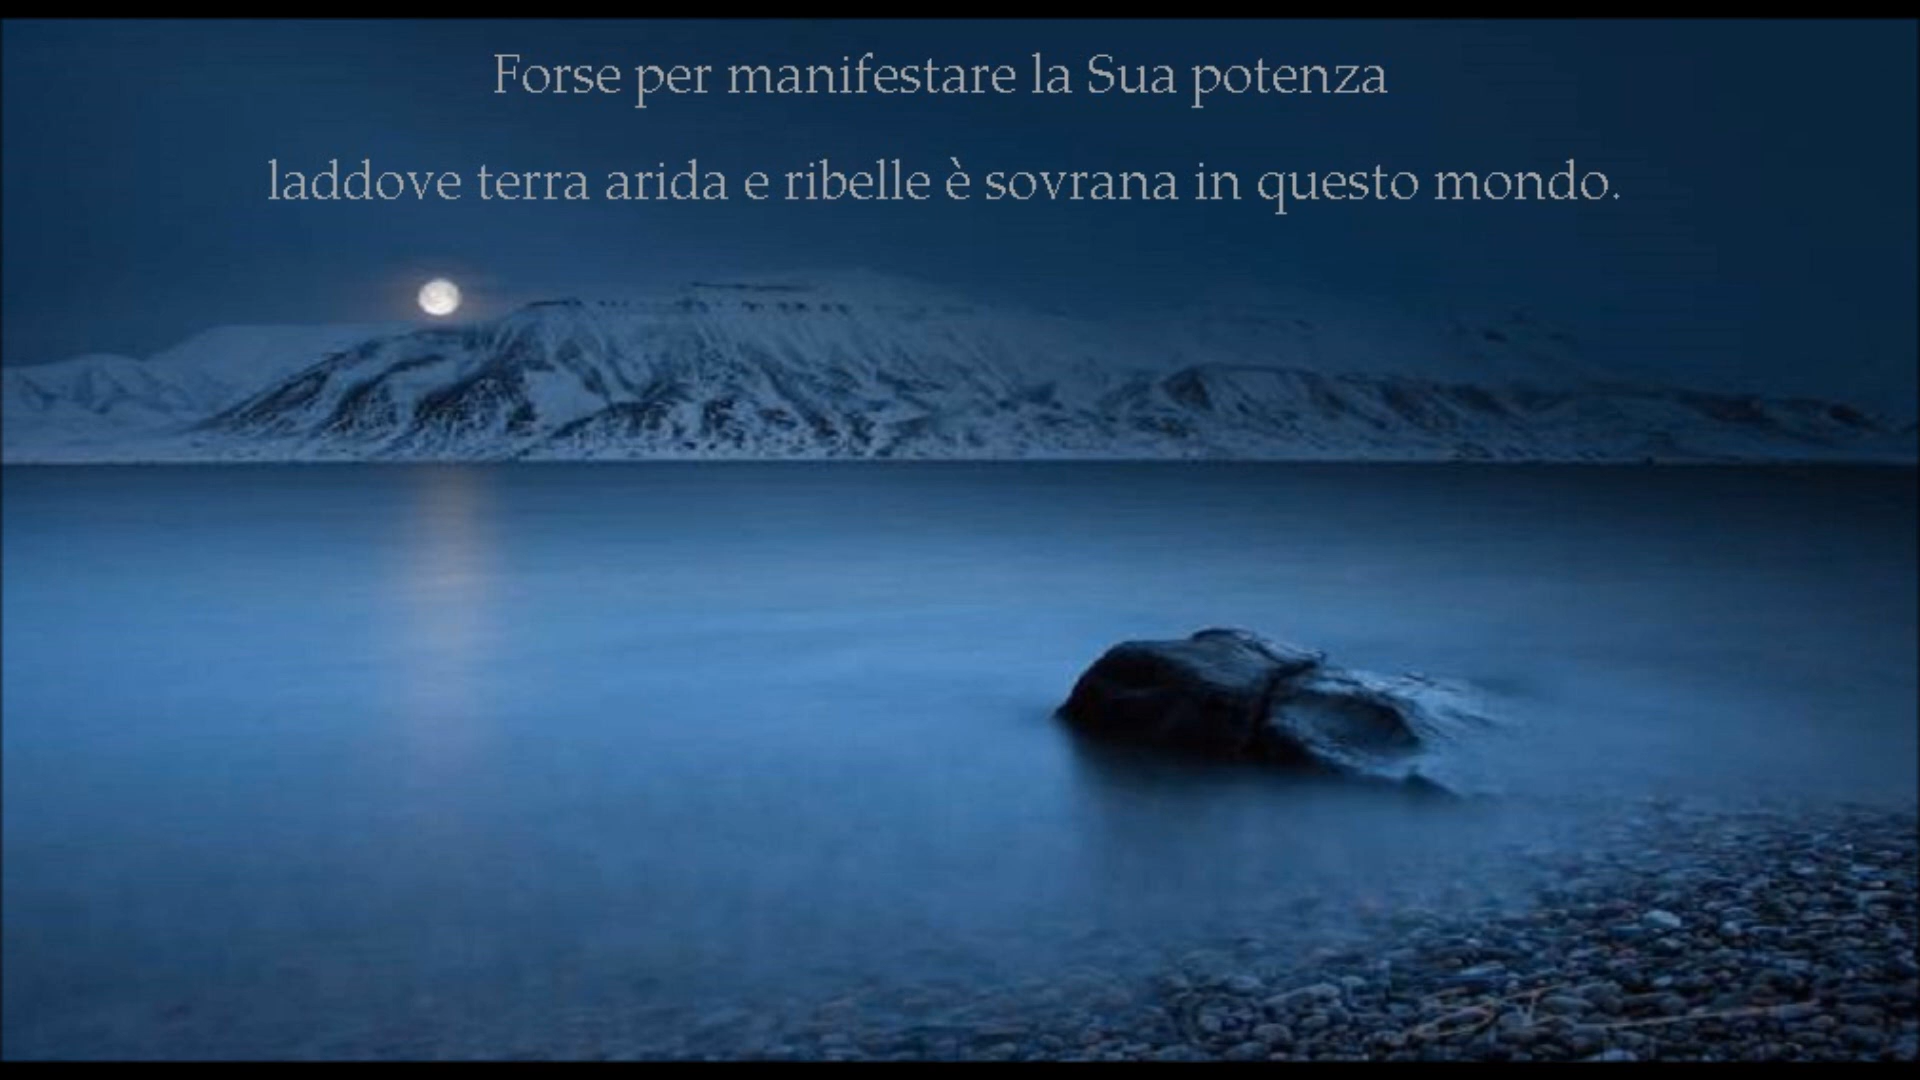 Forse per manifestare la Sua potenza
laddove terra arida e ribelle è sovrana in questo mondo.